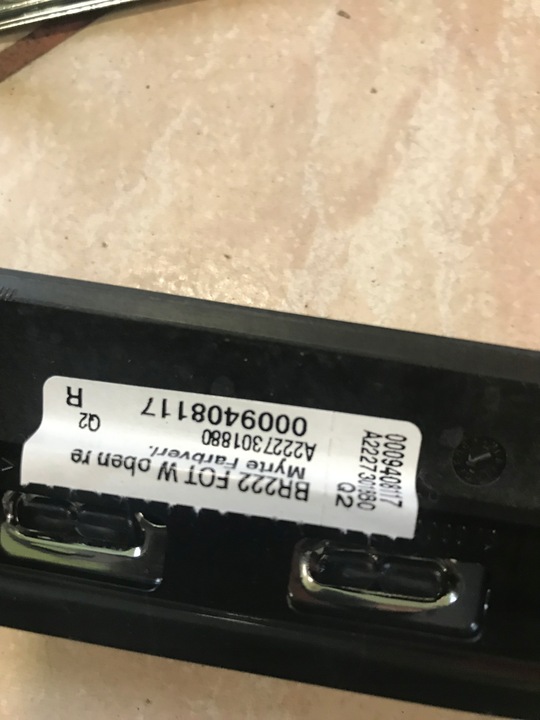 BR222 FOT W oben re
Myrte Farbverl.
A2227301880
Q2
0009408117
R
0009408117
A2227301880
Q2